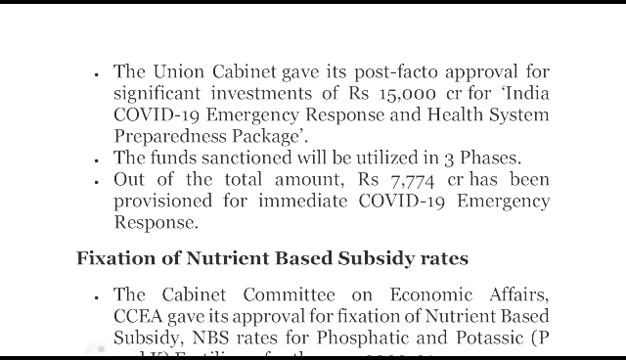 • The Union Cabinet gave its post-facto approval for
significant investments of Rs 15,000 cr for ‘India
COVID-19 Emergency Response and Health System
Preparedness Package’.
• The funds sanctioned will be utilized in 3 Phases.
• Out of the total amount, Rs 7,774 cr has been
provisioned for immediate COVID-19 Emergency
Response.
Fixation of Nutrient Based Subsidy rates
• The Cabinet Committee on Economic Affairs,
CCEA gave its approval for fixation of Nutrient Based
Subsidy, NBS rates for Phosphatic and Potassic (P